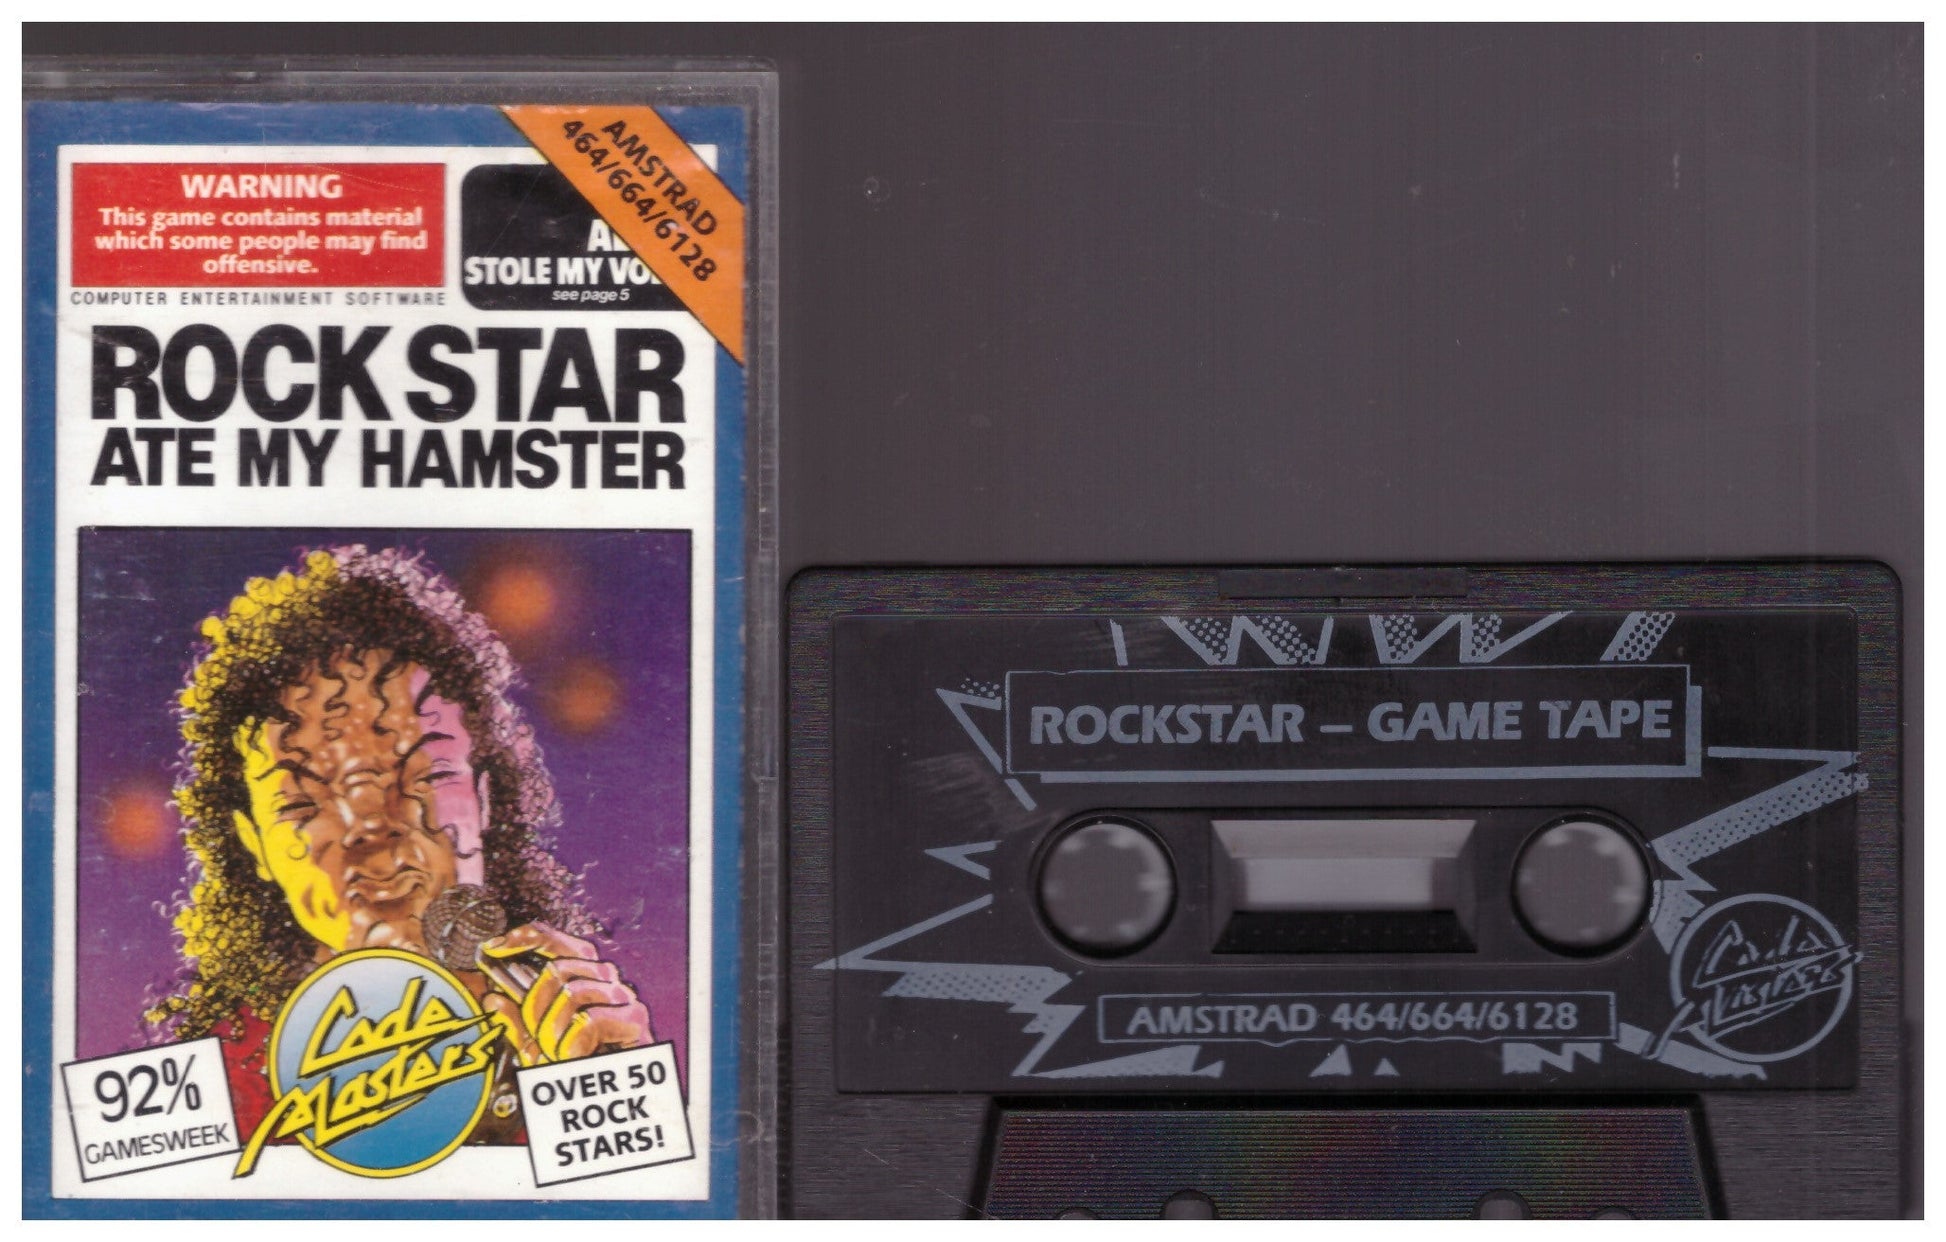 WARNING
This game contains material
which some people may find
offensive.
COMPUTER ENTERTAINMENT SOFTWARE
STOLE MY
see page 5
AMSTRAD
464/664/6128
ROCK STAR
ATE MY HAMSTER
92%
GAMESWEEK
Code
Masters
OVER 50
ROCK
STARS!
ROCKSTAR – GAME TAPE
Code
Masters
AMSTRAD 464/664/6128